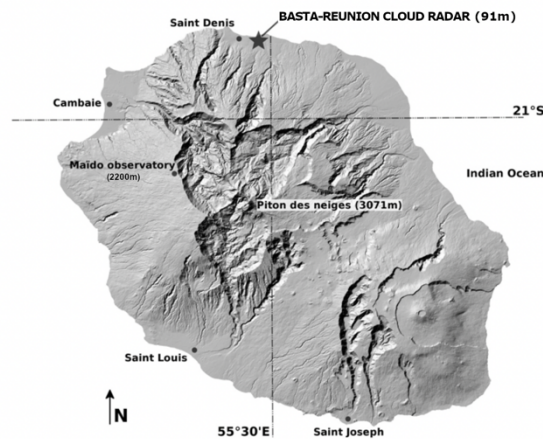 BASTA-REUNION CLOUD RADAR (91m)
Saint Denis
Cambaie
21°S
Maïdo observatory
(2200m)
Indian Ocean
Piton des neiges (3071m)
Saint Louis
N
55°30'E
Saint Joseph